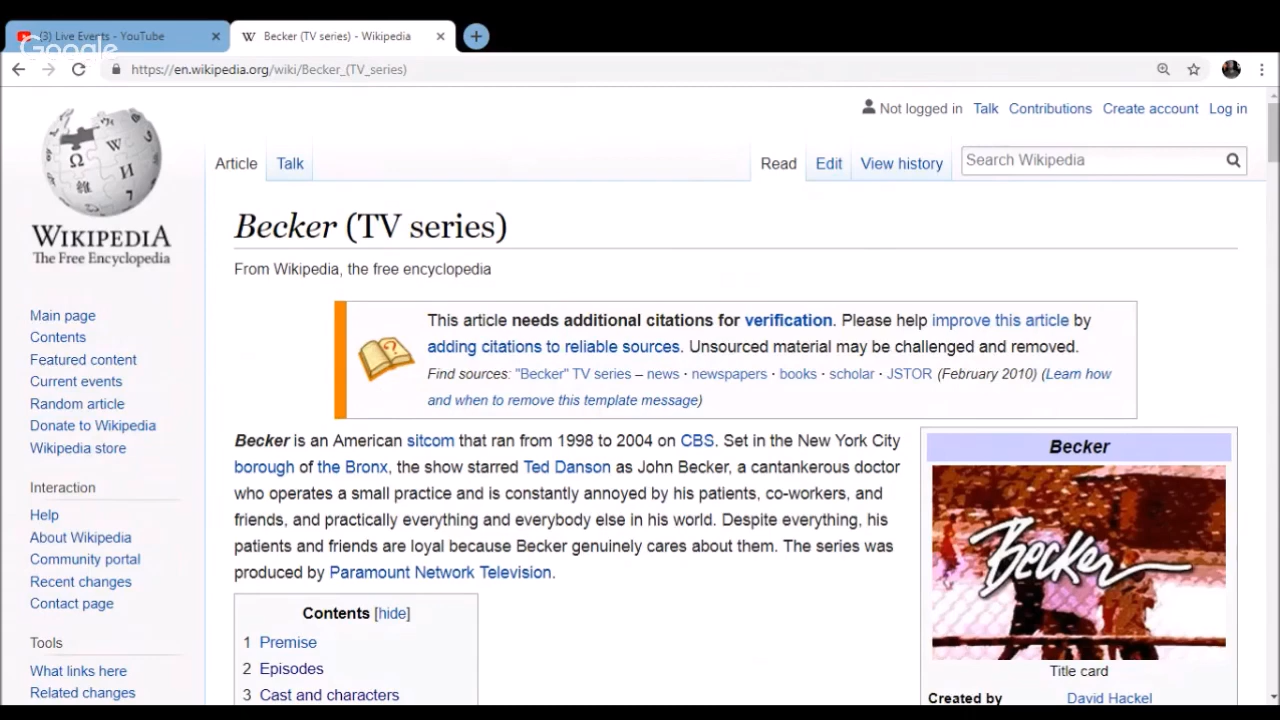 (3) Live Events - YouTube
Becker (TV series) - Wikipedia
Google
https://en.wikipedia.org/wiki/Becker_(TV_series)
Not logged in Talk Contributions Create account Log in
Article Talk Read Edit View history Search Wikipedia
WIKIPEDIA
The Free Encyclopedia
Main page
Contents
Featured content
Current events
Random article
Donate to Wikipedia
Wikipedia store
Interaction
Help
About Wikipedia
Community portal
Recent changes
Contact page
Tools
What links here
Related changes
Becker (TV series)
From Wikipedia, the free encyclopedia
This article needs additional citations for verification. Please help improve this article by
adding citations to reliable sources. Unsourced material may be challenged and removed.
Find sources: "Becker" TV series – news · newspapers · books · scholar · JSTOR (February 2010) (Learn how
and when to remove this template message)
Becker is an American sitcom that ran from 1998 to 2004 on CBS. Set in the New York City
borough of the Bronx, the show starred Ted Danson as John Becker, a cantankerous doctor
who operates a small practice and is constantly annoyed by his patients, co-workers, and
friends, and practically everything and everybody else in his world. Despite everything, his
patients and friends are loyal because Becker genuinely cares about them. The series was
produced by Paramount Network Television.
Contents [hide]
1 Premise
2 Episodes
3 Cast and characters
Becker
Becker
Title card
Created by David Hackel